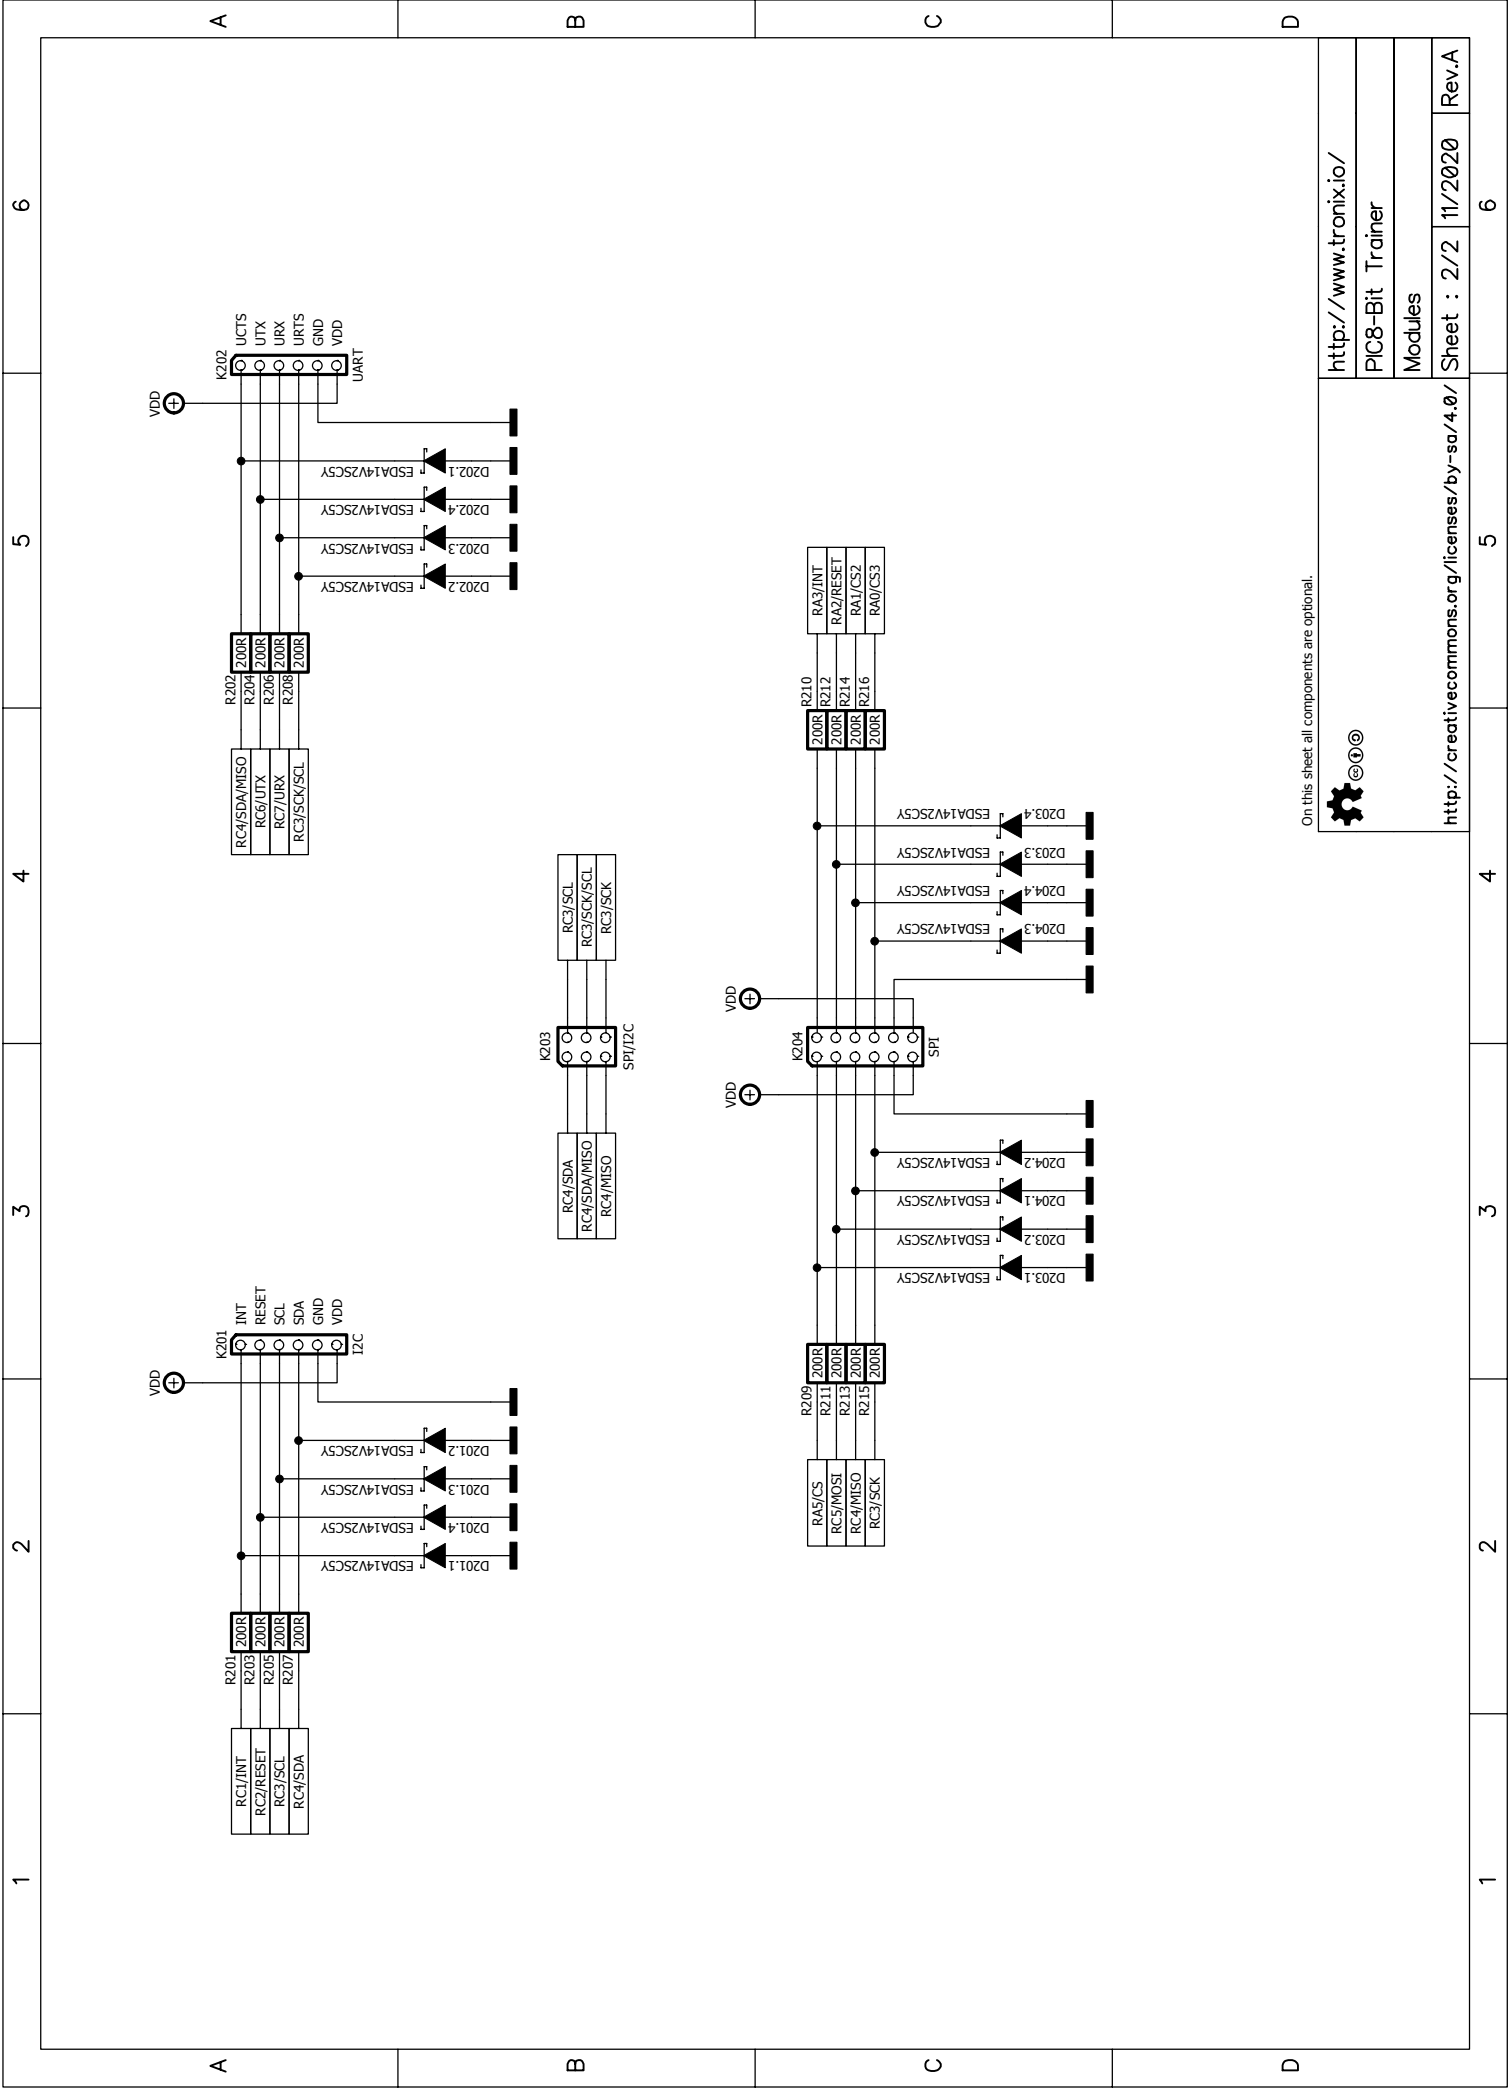 1
2
3
4
5
6
A
B
C
D
VDD
K201
INT
RESET
SCL
SDA
GND
VDD
I2C
R201
R203
R205
R207
200R
200R
200R
200R
RC1/INT
RC2/RESET
RC3/SCL
RC4/SDA
D201.1
ESDA14V2SC5Y
D201.4
ESDA14V2SC5Y
D201.3
ESDA14V2SC5Y
D201.2
ESDA14V2SC5Y
VDD
K202
UCTS
UTX
URX
URTS
GND
VDD
UART
R202
R204
R206
R208
200R
200R
200R
200R
RC4/SDA/MISO
RC6/UTX
RC7/URX
RC3/SCK/SCL
D202.2
ESDA14V2SC5Y
D202.3
ESDA14V2SC5Y
D202.4
ESDA14V2SC5Y
D202.1
ESDA14V2SC5Y
K203
SPI/I2C
RC4/SDA
RC4/SDA/MISO
RC4/MISO
RC3/SCL
RC3/SCK/SCL
RC3/SCK
VDD
VDD
K204
SPI
R209
R211
R213
R215
200R
200R
200R
200R
RA5/CS
RC5/MOSI
RC4/MISO
RC3/SCK
D203.1
ESDA14V2SC5Y
D203.2
ESDA14V2SC5Y
D204.1
ESDA14V2SC5Y
D204.2
ESDA14V2SC5Y
D204.3
ESDA14V2SC5Y
D204.4
ESDA14V2SC5Y
D203.3
ESDA14V2SC5Y
D203.4
ESDA14V2SC5Y
R210
R212
R214
R216
200R
200R
200R
200R
RA3/INT
RA2/RESET
RA1/CS2
RA0/CS3
On this sheet all components are optional.
cc
http://creativecommons.org/licenses/by-sa/4.0/
http://www.tronix.io/
PIC8-Bit Trainer
Modules
Sheet : 2/2
11/2020
Rev.A
A
B
C
D
1
2
3
4
5
6